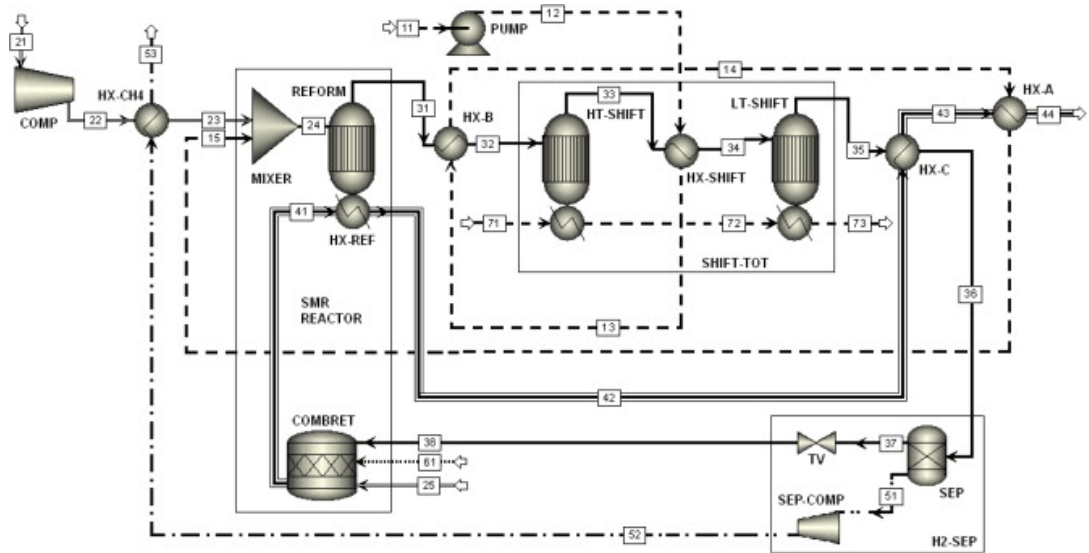 11
12
PUMP
21
53
COMP
HX-CH4
22
23
15
MIXER
24
REFORM
31
HX-B
32
33
HT-SHIFT
14
LT-SHIFT
HX-SHIFT
34
35
HX-A
43
44
HX-C
41
HX-REF
71
72
73
SHIFT-TOT
SMR
REACTOR
13
36
42
COMBRET
38
61
25
TV
37
SEP
51
SEP-COMP
52
H2-SEP